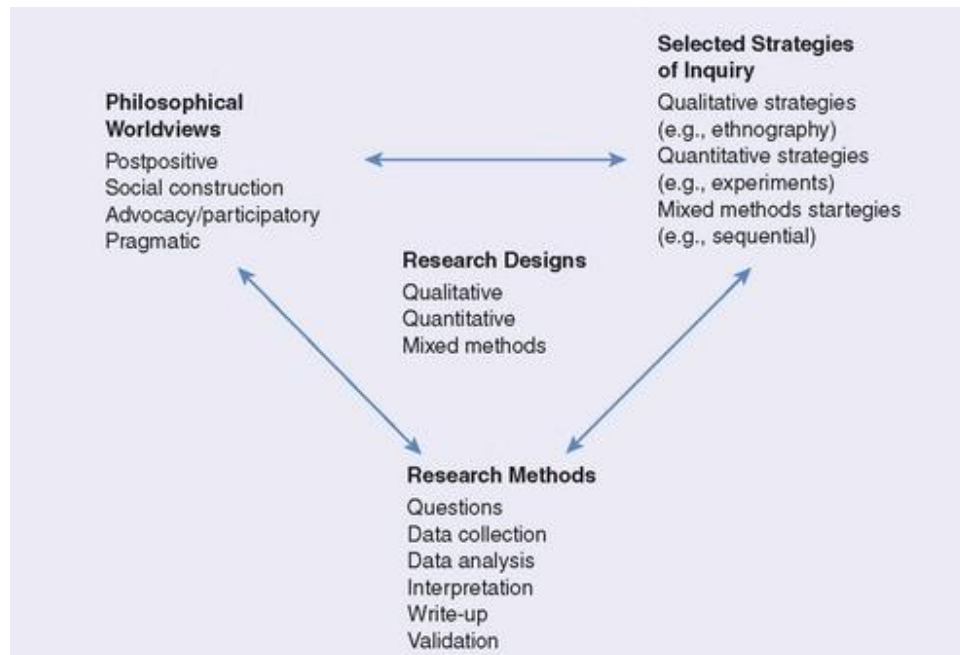 Philosophical
Worldviews
Postpositive
Social construction
Advocacy/participatory
Pragmatic
Selected Strategies
of Inquiry
Qualitative strategies
(e.g., ethnography)
Quantitative strategies
(e.g., experiments)
Mixed methods startegies
(e.g., sequential)
Research Designs
Qualitative
Quantitative
Mixed methods
Research Methods
Questions
Data collection
Data analysis
Interpretation
Write-up
Validation